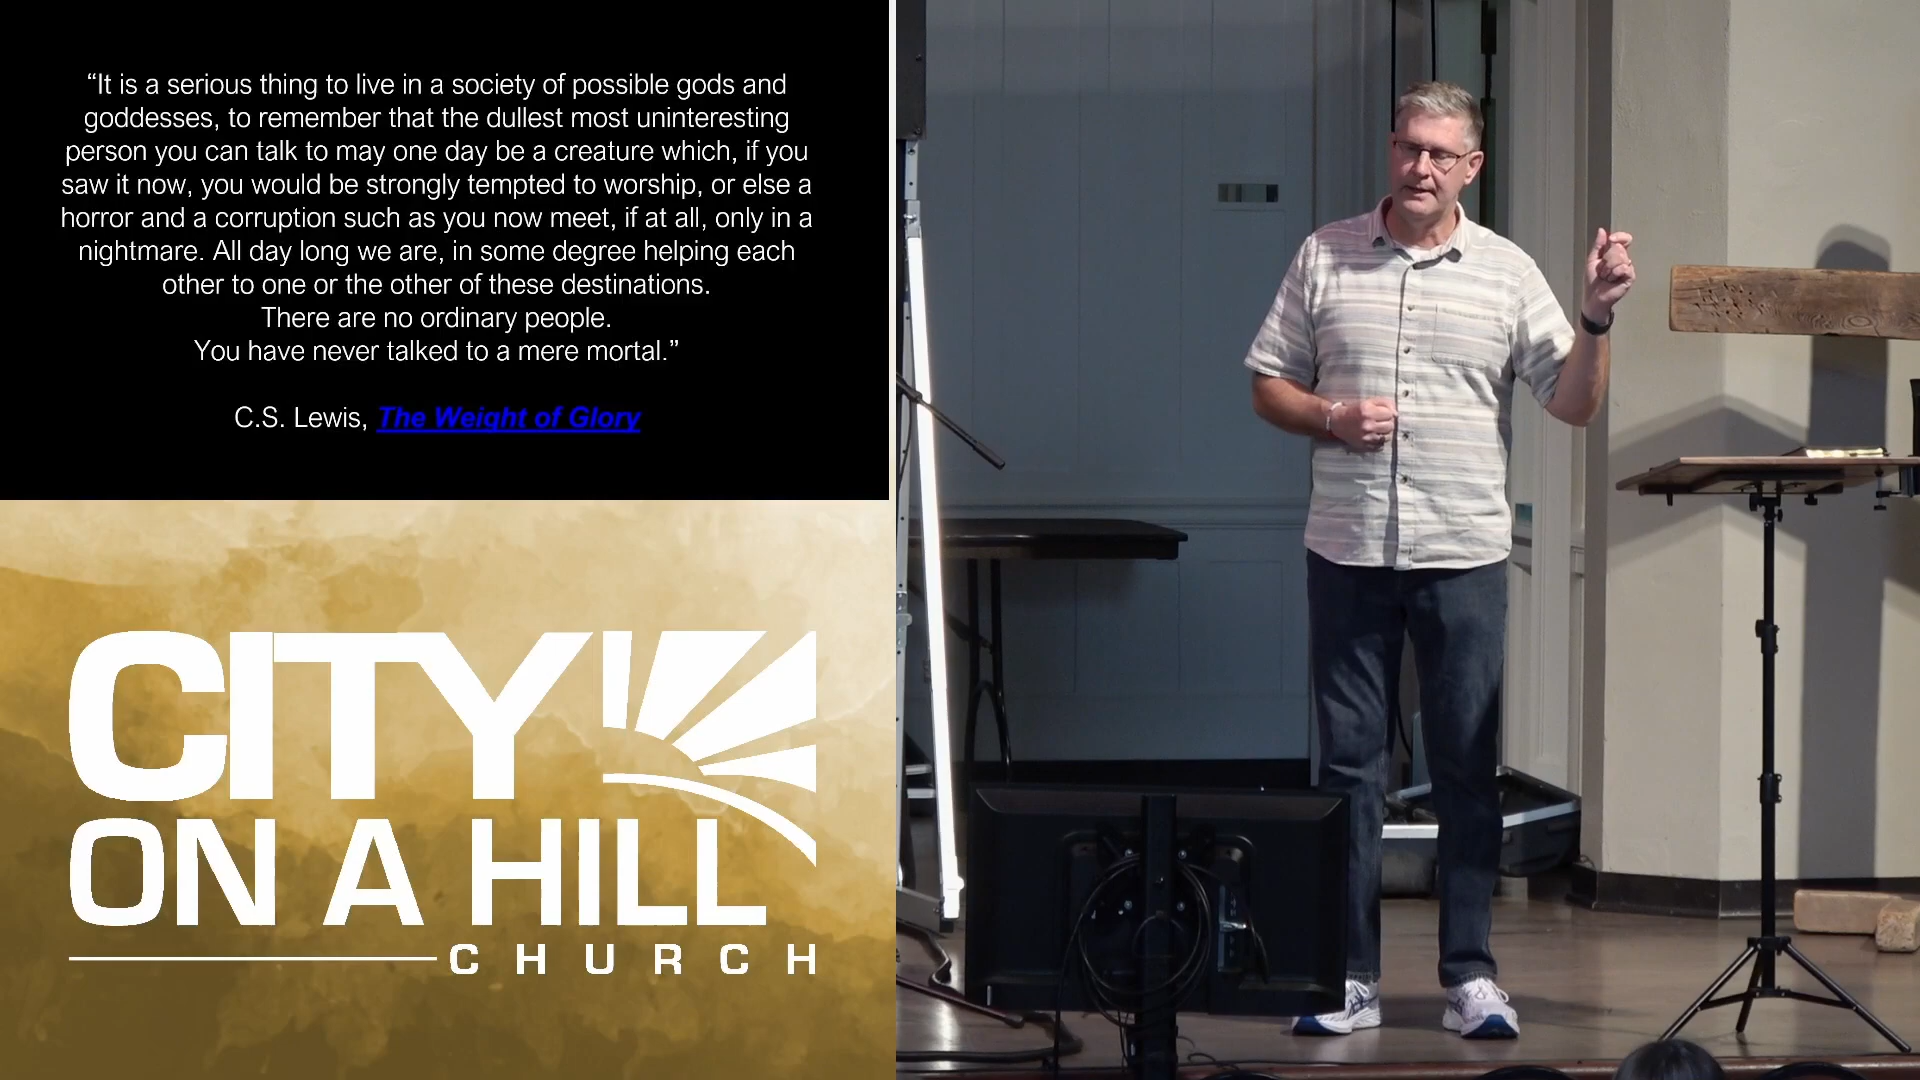 “It is a serious thing to live in a society of possible gods and
goddesses, to remember that the dullest most uninteresting
person you can talk to may one day be a creature which, if you
saw it now, you would be strongly tempted to worship, or else a
horror and a corruption such as you now meet, if at all, only in a
nightmare. All day long we are, in some degree helping each
other to one or the other of these destinations.
There are no ordinary people.
You have never talked to a mere mortal.”
C.S. Lewis, The Weight of Glory
CITY
ON A HILL
CHURCH